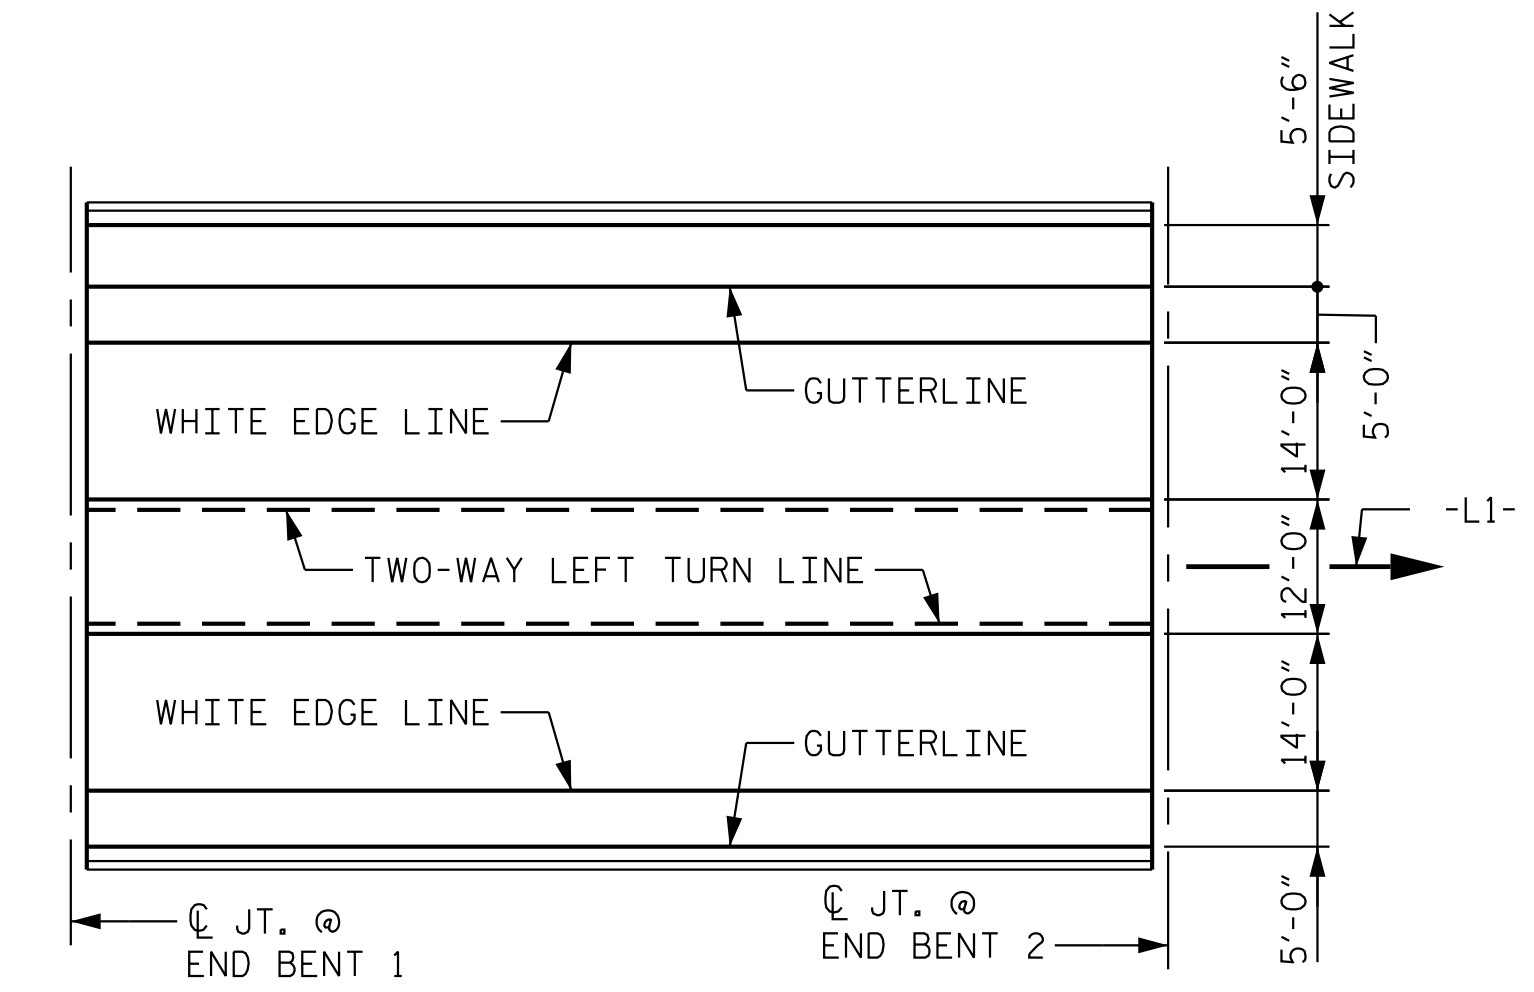 5'-6"
SIDEWALK
5'-0"
GUTTERLINE
WHITE EDGE LINE
14'-0"
-L1-
TWO-WAY LEFT TURN LINE
12'-0"
14'-0"
WHITE EDGE LINE
GUTTERLINE
5'-0"
℄ JT. @
END BENT 1
℄ JT. @
END BENT 2